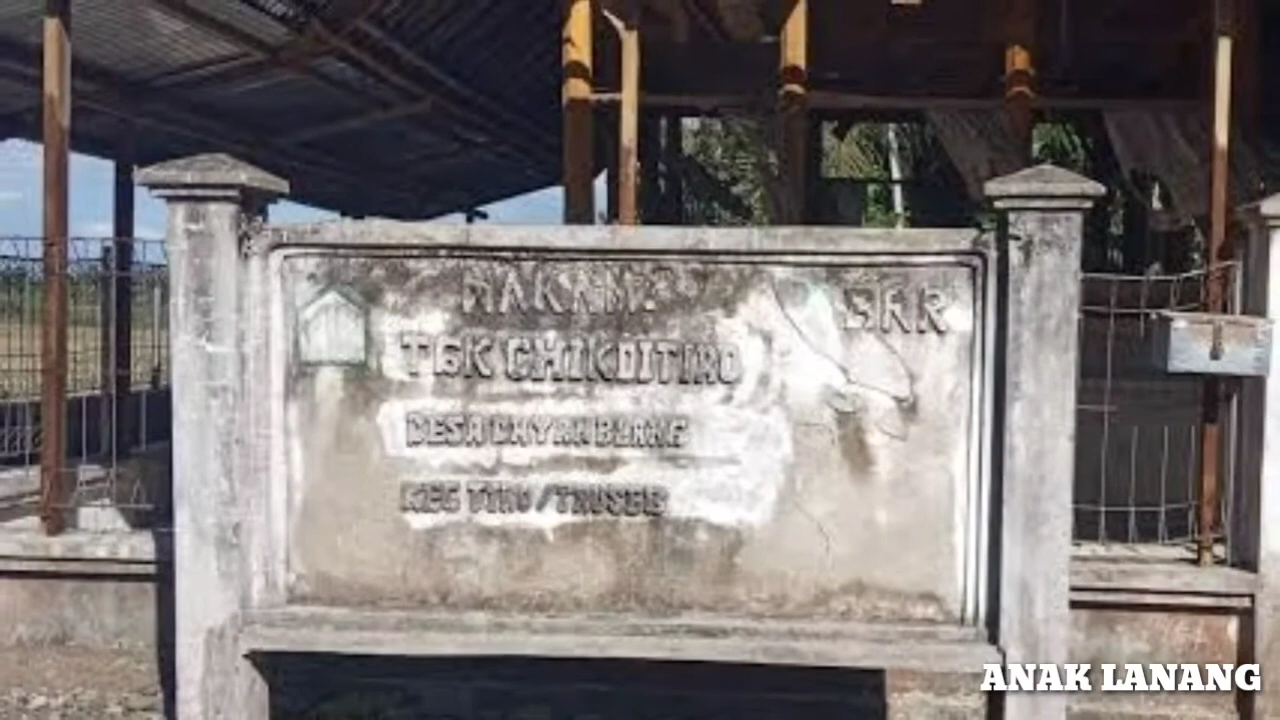 MAKAM:
BRR
TGK CHIKDITIRO
DESA DAYAH BLANG
KEC TIRO/TRUSEB
ANAK LANANG